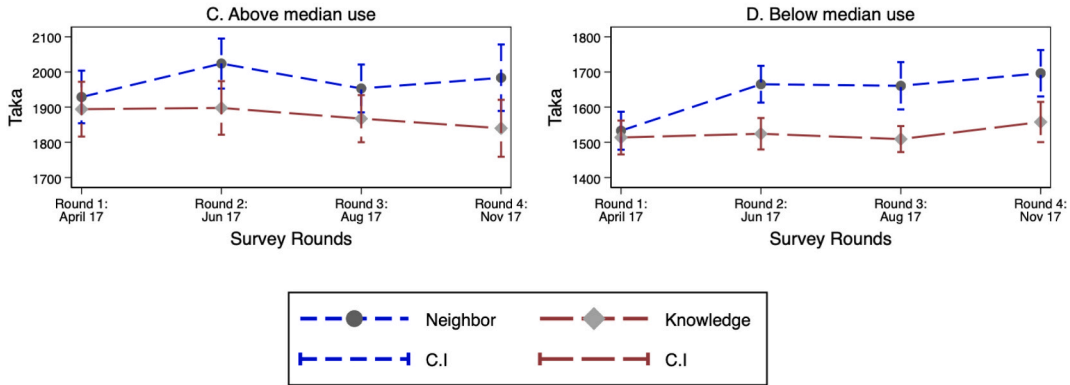 C. Above median use
Taka
2100
2000
1900
1800
1700
Round 1:
April 17
Round 2:
Jun 17
Round 3:
Aug 17
Round 4:
Nov 17
Survey Rounds
D. Below median use
Taka
1800
1700
1600
1500
1400
Round 1:
April 17
Round 2:
Jun 17
Round 3:
Aug 17
Round 4:
Nov 17
Survey Rounds
Neighbor
Knowledge
C.I
C.I